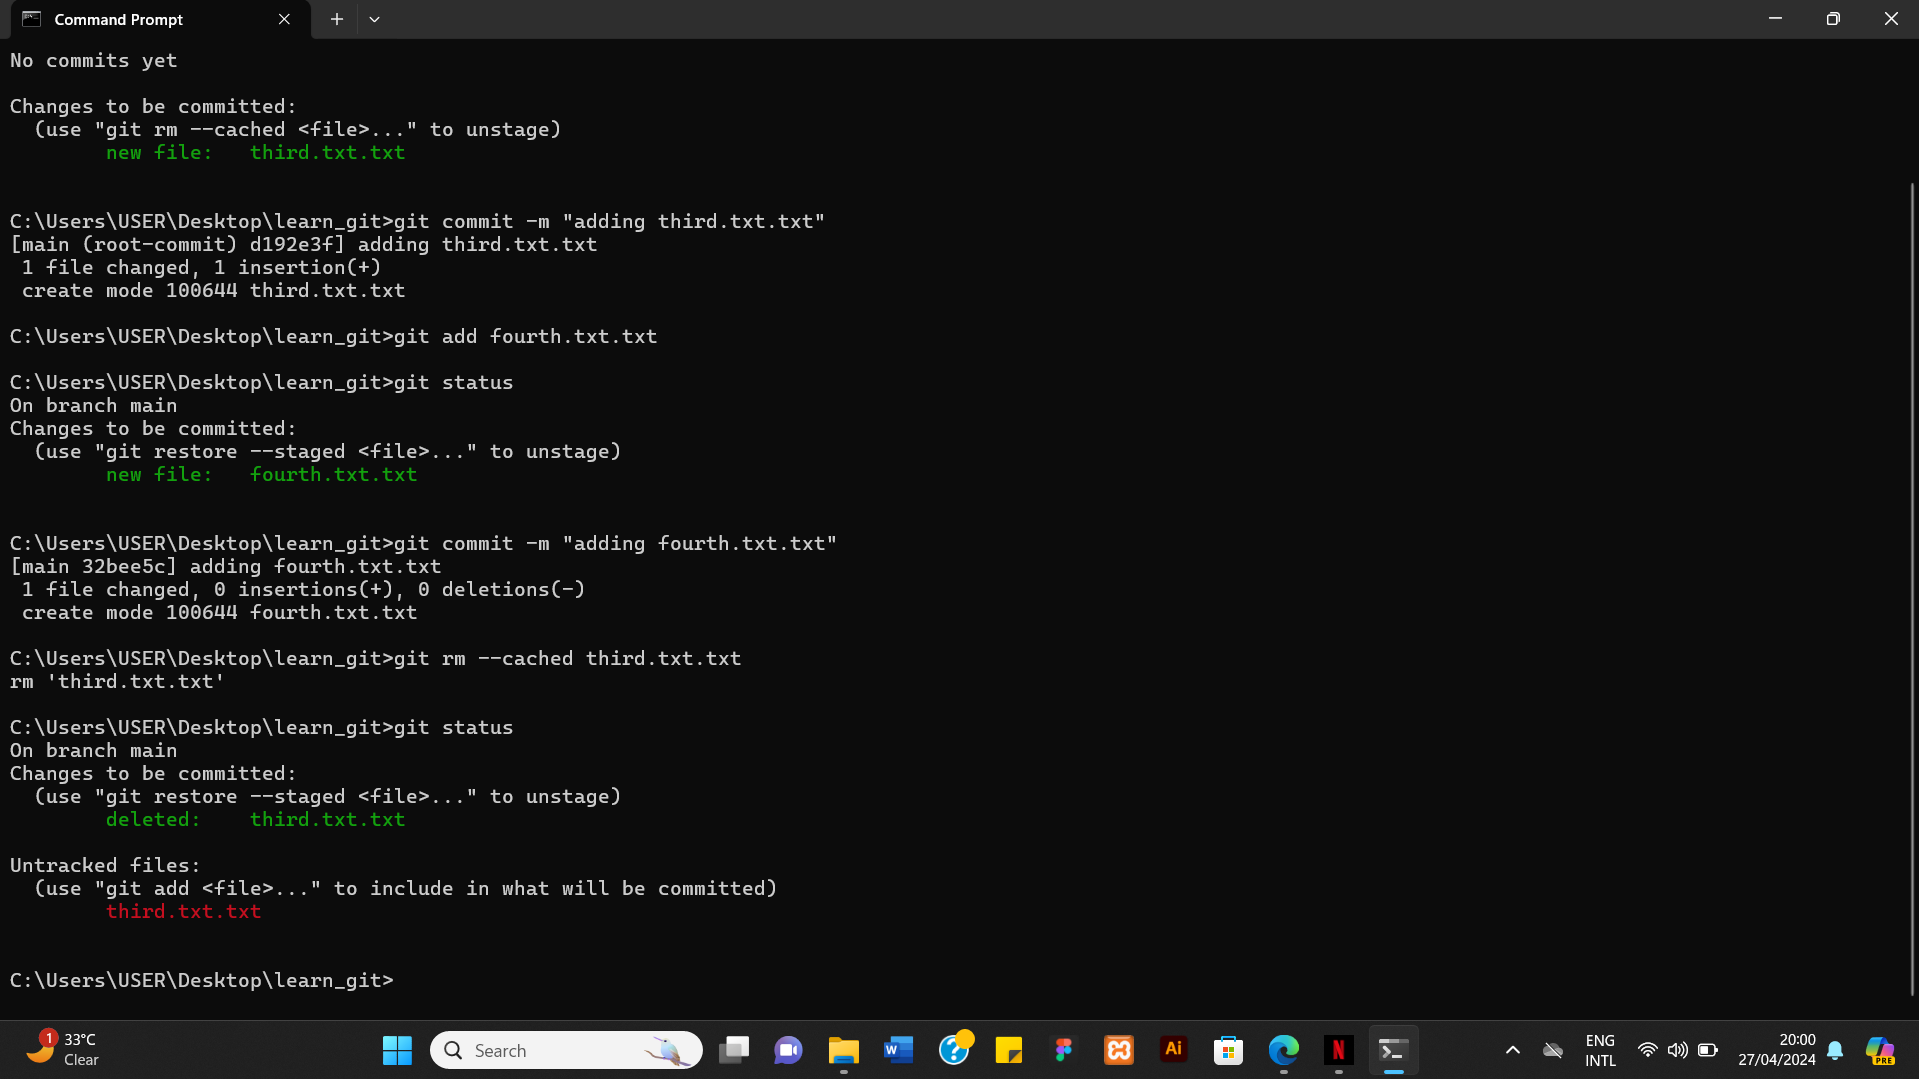 Command Prompt
No commits yet
Changes to be committed:
  (use "git rm --cached <file>..." to unstage)
        new file:   third.txt.txt
C:\Users\USER\Desktop\learn_git>git commit -m "adding third.txt.txt"
[main (root-commit) d192e3f] adding third.txt.txt
 1 file changed, 1 insertion(+)
 create mode 100644 third.txt.txt
C:\Users\USER\Desktop\learn_git>git add fourth.txt.txt
C:\Users\USER\Desktop\learn_git>git status
On branch main
Changes to be committed:
  (use "git restore --staged <file>..." to unstage)
        new file:   fourth.txt.txt
C:\Users\USER\Desktop\learn_git>git commit -m "adding fourth.txt.txt"
[main 32bee5c] adding fourth.txt.txt
 1 file changed, 0 insertions(+), 0 deletions(-)
 create mode 100644 fourth.txt.txt
C:\Users\USER\Desktop\learn_git>git rm --cached third.txt.txt
rm 'third.txt.txt'
C:\Users\USER\Desktop\learn_git>git status
On branch main
Changes to be committed:
  (use "git restore --staged <file>..." to unstage)
        deleted:    third.txt.txt
Untracked files:
  (use "git add <file>..." to include in what will be committed)
        third.txt.txt
C:\Users\USER\Desktop\learn_git>
1
33°C
Clear
Search
W
?
Ai
N
ENG
INTL
20:00
27/04/2024
PRE